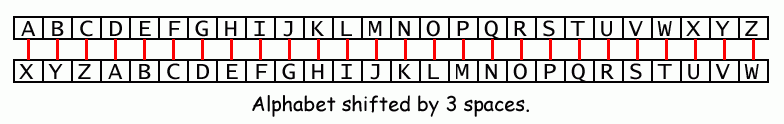 A B C D E F G H I J K L M N O P Q R S T U V W X Y Z
X Y Z A B C D E F G H I J K L M N O P Q R S T U V W
Alphabet shifted by 3 spaces.